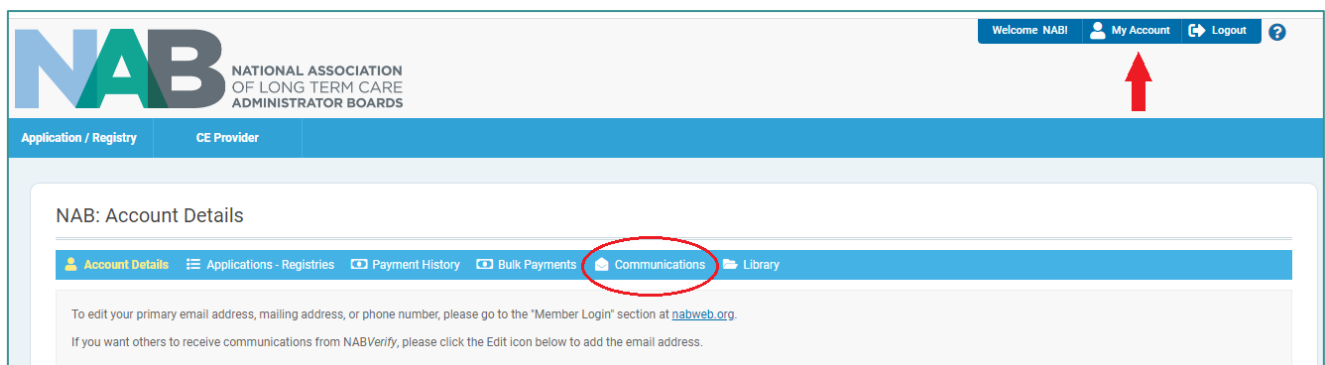 Welcome NAB! My Account Logout ?
NAB
NATIONAL ASSOCIATION
OF LONG TERM CARE
ADMINISTRATOR BOARDS
Application / Registry CE Provider
NAB: Account Details
Account Details Applications - Registries Payment History Bulk Payments Communications Library
To edit your primary email address, mailing address, or phone number, please go to the "Member Login" section at nabweb.org.
If you want others to receive communications from NABVerify, please click the Edit icon below to add the email address.